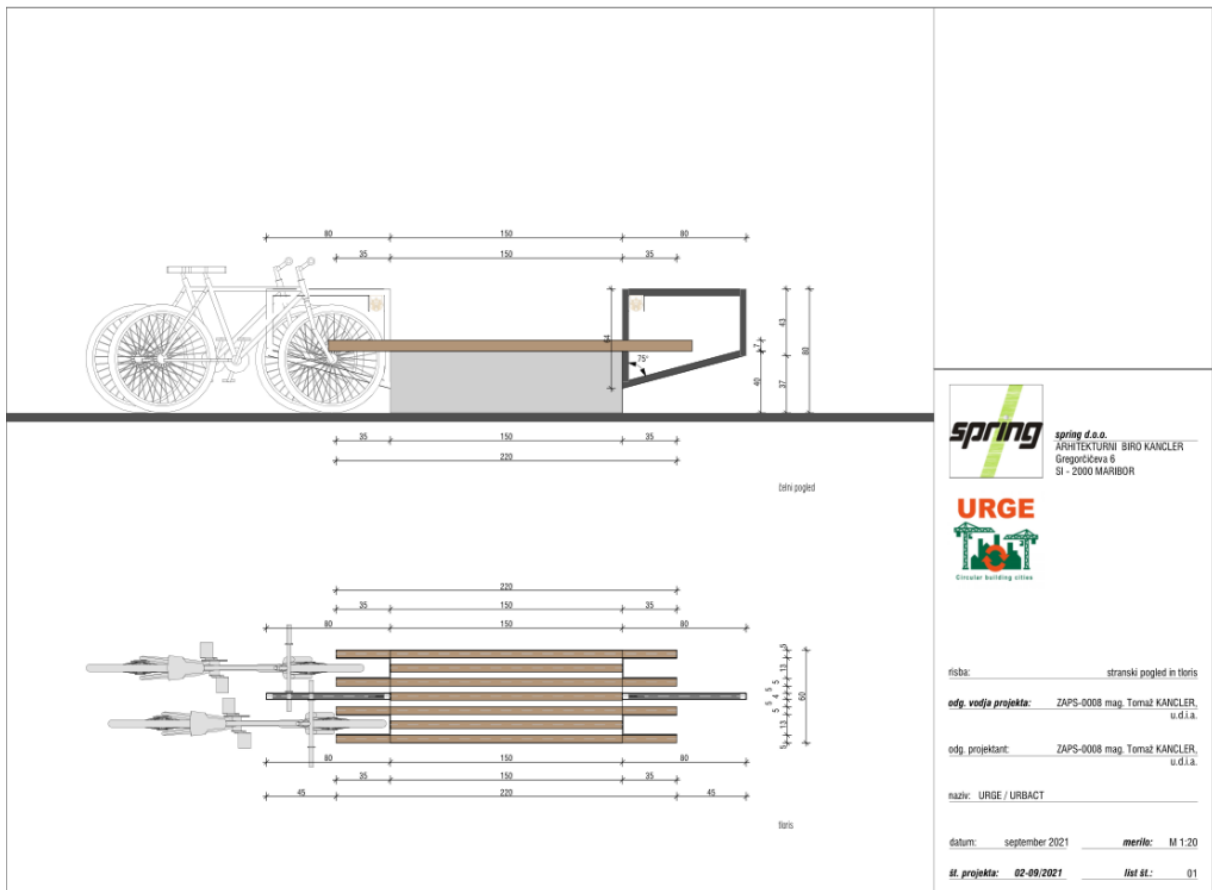 80 150 80
35 150 35
64
75°
7
40
43
37
80
35 150 35
220
čelni pogled
220
35 150 35
80 150 80
5
13
5
5
4
5
5
13
5
60
80 150 80
35 150 35
45 220 45
tloris
spring
spring d.o.o.
ARHITEKTURNI BIRO KANCLER
Gregorčičeva 6
SI - 2000 MARIBOR
URGE
Circular building cities
risba: stranski pogled in tloris
odg. vodja projekta: ZAPS-0008 mag. Tomaž KANCLER,
u.d.i.a.
odg. projektant: ZAPS-0008 mag. Tomaž KANCLER,
u.d.i.a.
naziv: URGE / URBACT
datum: september 2021 merilo: M 1:20
št. projekta: 02-09/2021 list št.: 01